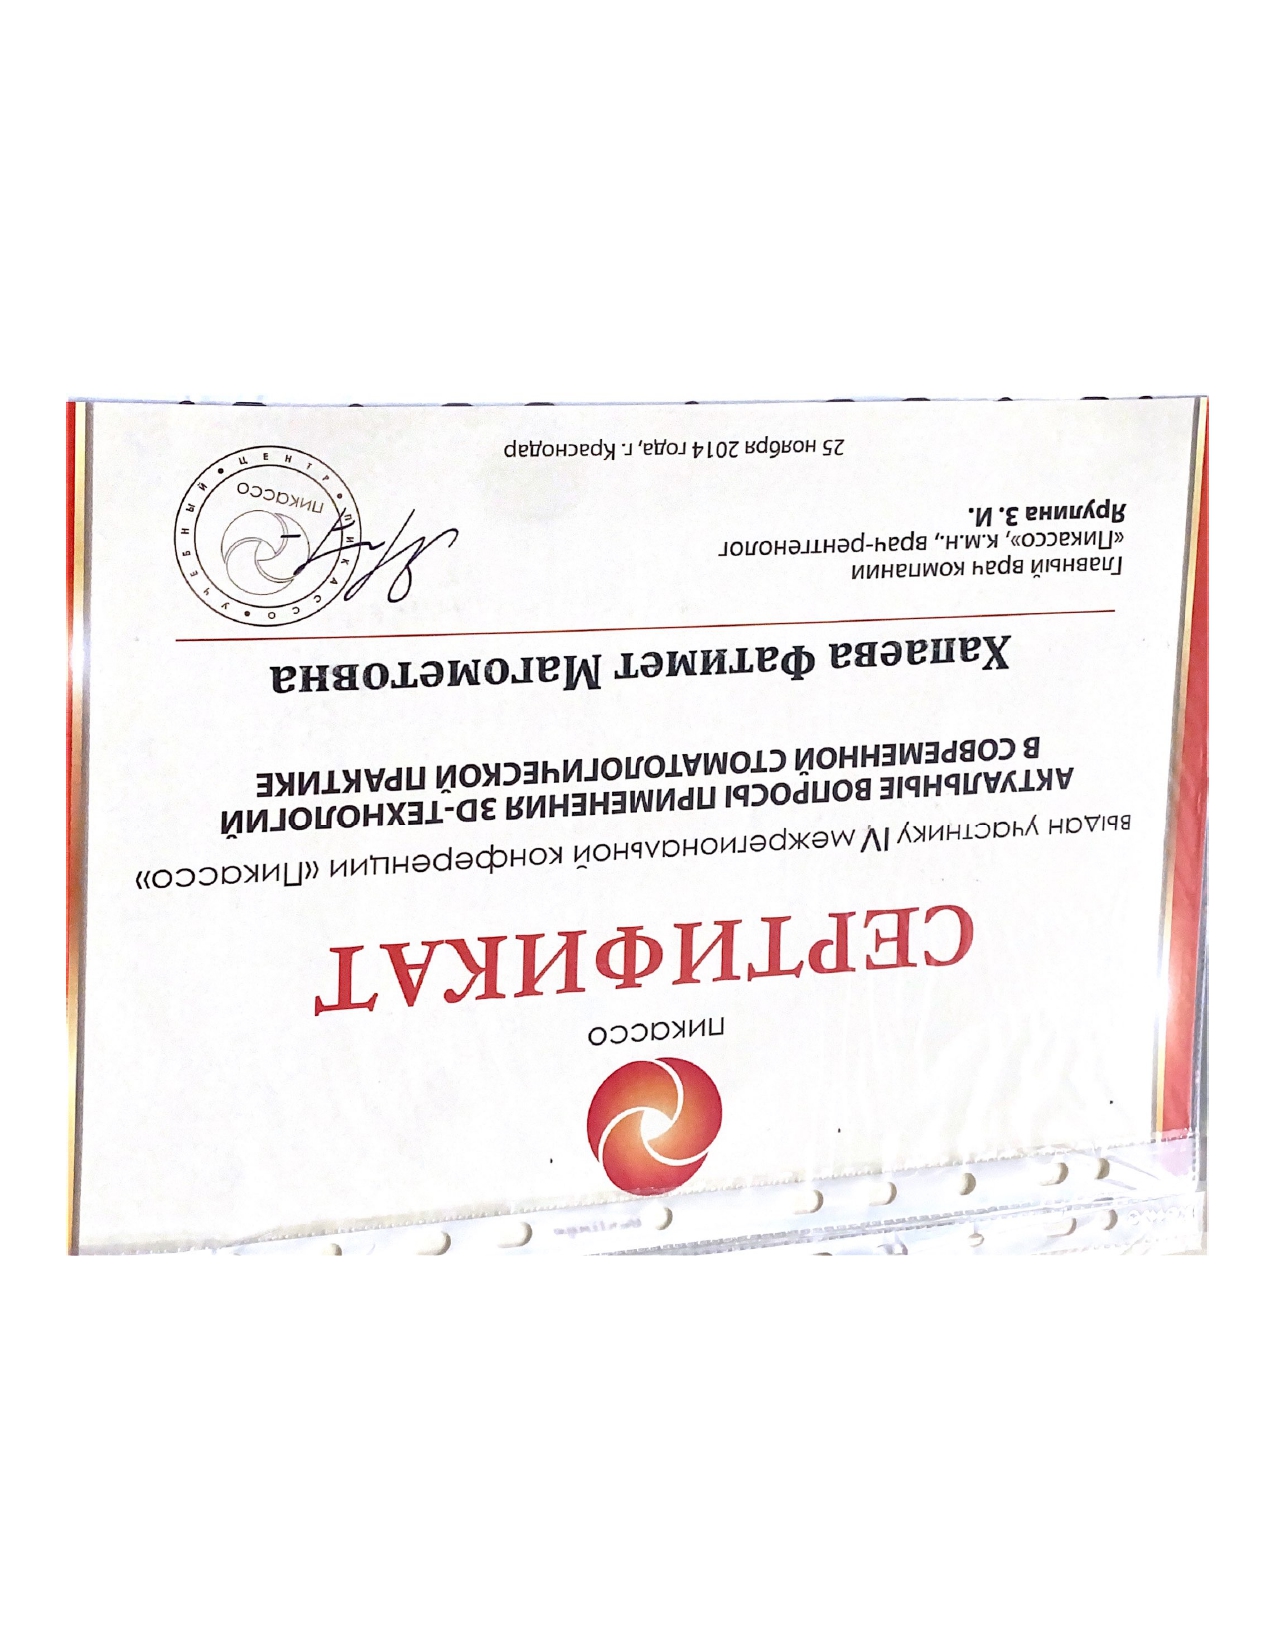 ПИКАССО
СЕРТИФИКАТ
выдан участнику IV межрегиональной конференции «Пикассо»
АКТУАЛЬНЫЕ ВОПРОСЫ ПРИМЕНЕНИЯ 3D-ТЕХНОЛОГИЙ
В СОВРЕМЕННОЙ СТОМАТОЛОГИЧЕСКОЙ ПРАКТИКЕ
Хапаева Фатимет Магометовна
Главный врач компании
«Пикассо», к.м.н., врач-рентгенолог
Ярулина З. И.
ПИКАССО • УЧЕБНЫЙ • ЦЕНТР •
ПИКАССО
25 ноября 2014 года, г. Краснодар